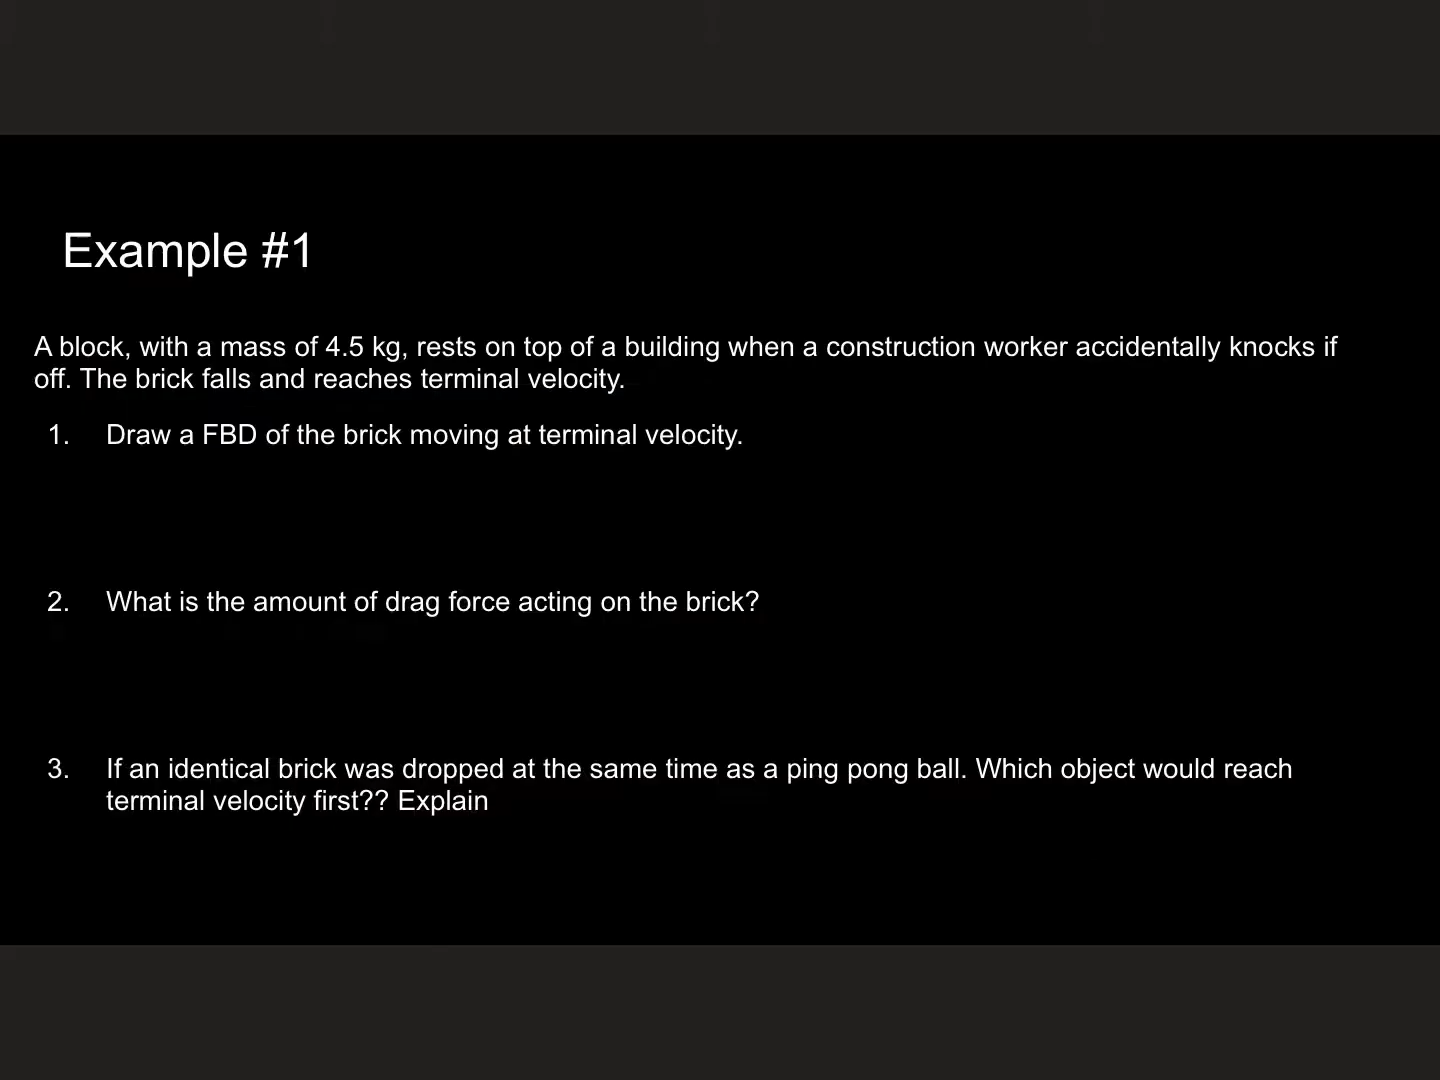 Example #1
A block, with a mass of 4.5 kg, rests on top of a building when a construction worker accidentally knocks if
off. The brick falls and reaches terminal velocity.
1. Draw a FBD of the brick moving at terminal velocity.
2. What is the amount of drag force acting on the brick?
3. If an identical brick was dropped at the same time as a ping pong ball. Which object would reach
terminal velocity first?? Explain